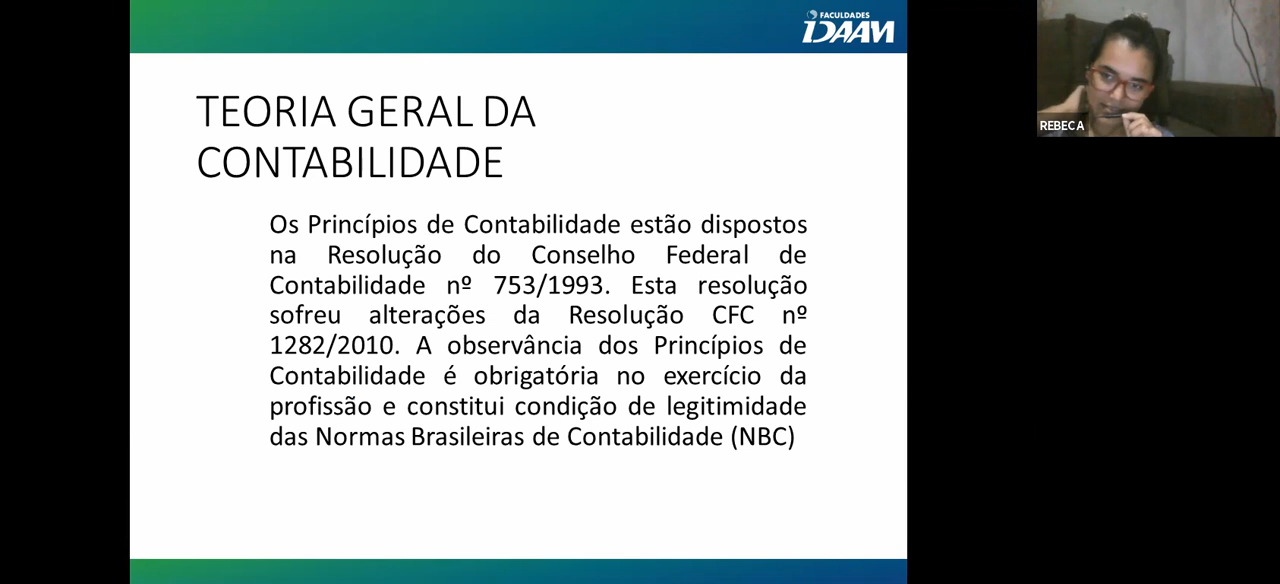 FACULDADES
IDAAM
TEORIA GERAL DA
CONTABILIDADE
Os Princípios de Contabilidade estão dispostos
na Resolução do Conselho Federal de
Contabilidade nº 753/1993. Esta resolução
sofreu alterações da Resolução CFC nº
1282/2010. A observância dos Princípios de
Contabilidade é obrigatória no exercício da
profissão e constitui condição de legitimidade
das Normas Brasileiras de Contabilidade (NBC)
REBECA